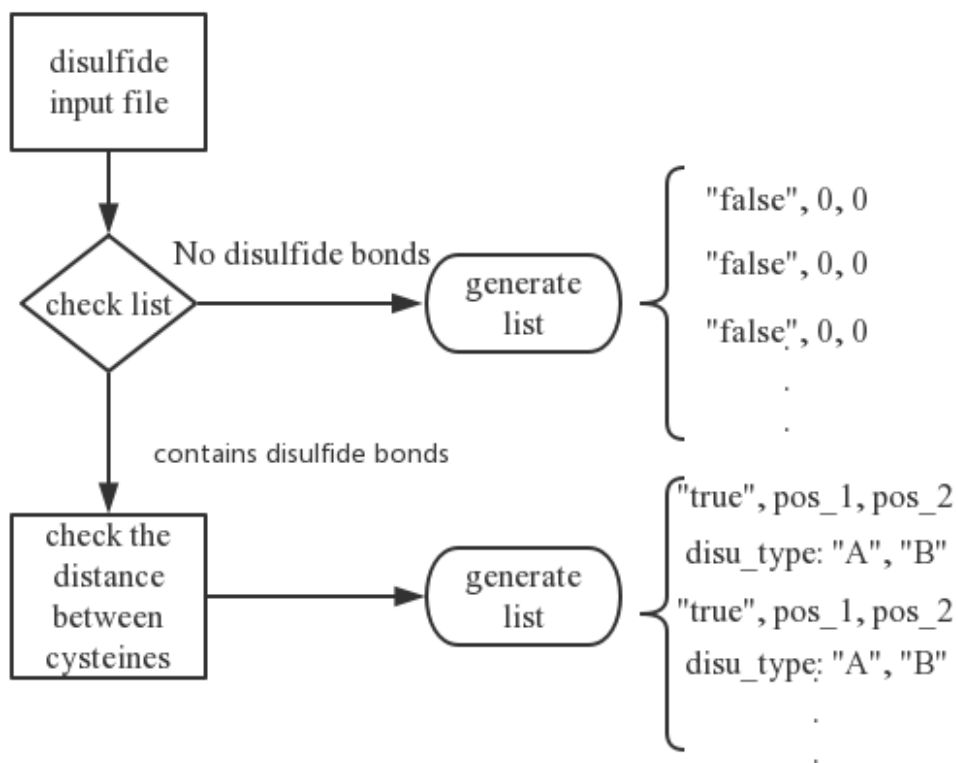 disulfide
input file
No disulfide bonds
check list
generate
list
"false", 0, 0
"false", 0, 0
"false", 0, 0
.
.
.
contains disulfide bonds
check the
distance
between
cysteines
generate
list
"true", pos_1, pos_2
disu_type: "A", "B"
"true", pos_1, pos_2
disu_type: "A", "B"
.
.
.